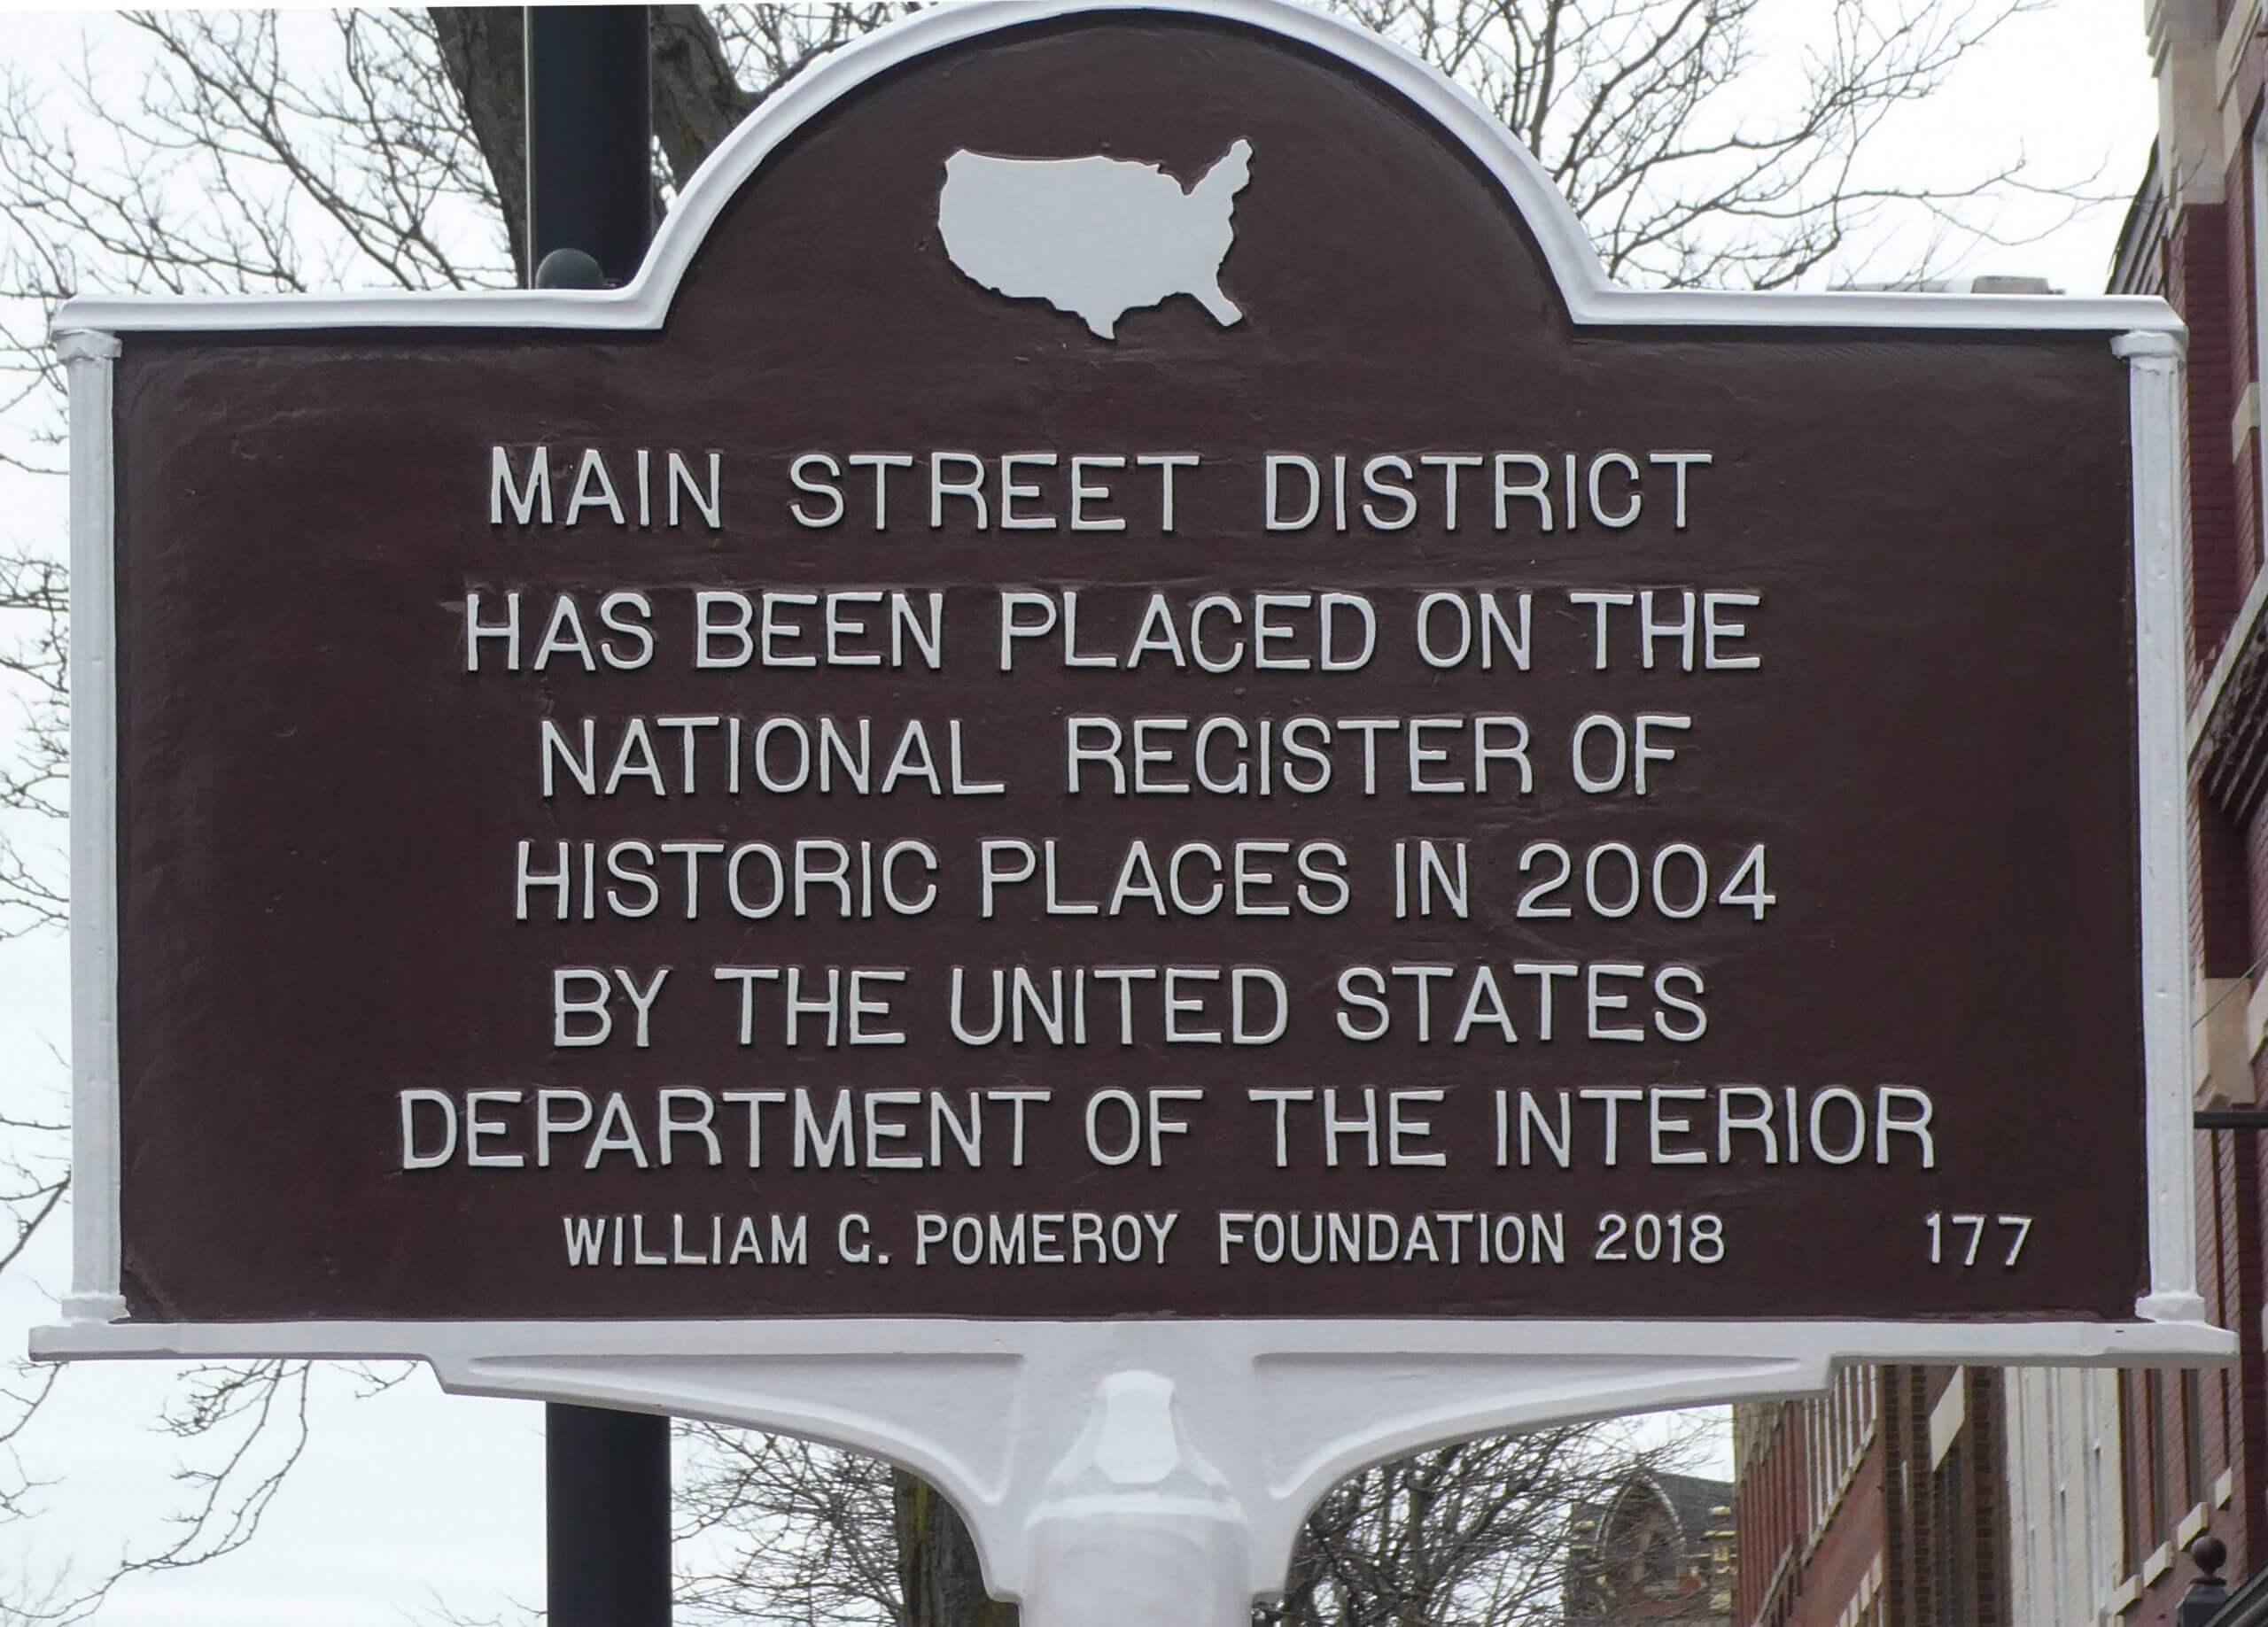 MAIN STREET DISTRICT
HAS BEEN PLACED ON THE
NATIONAL REGISTER OF
HISTORIC PLACES IN 2004
BY THE UNITED STATES
DEPARTMENT OF THE INTERIOR
WILLIAM G. POMEROY FOUNDATION 2018 177